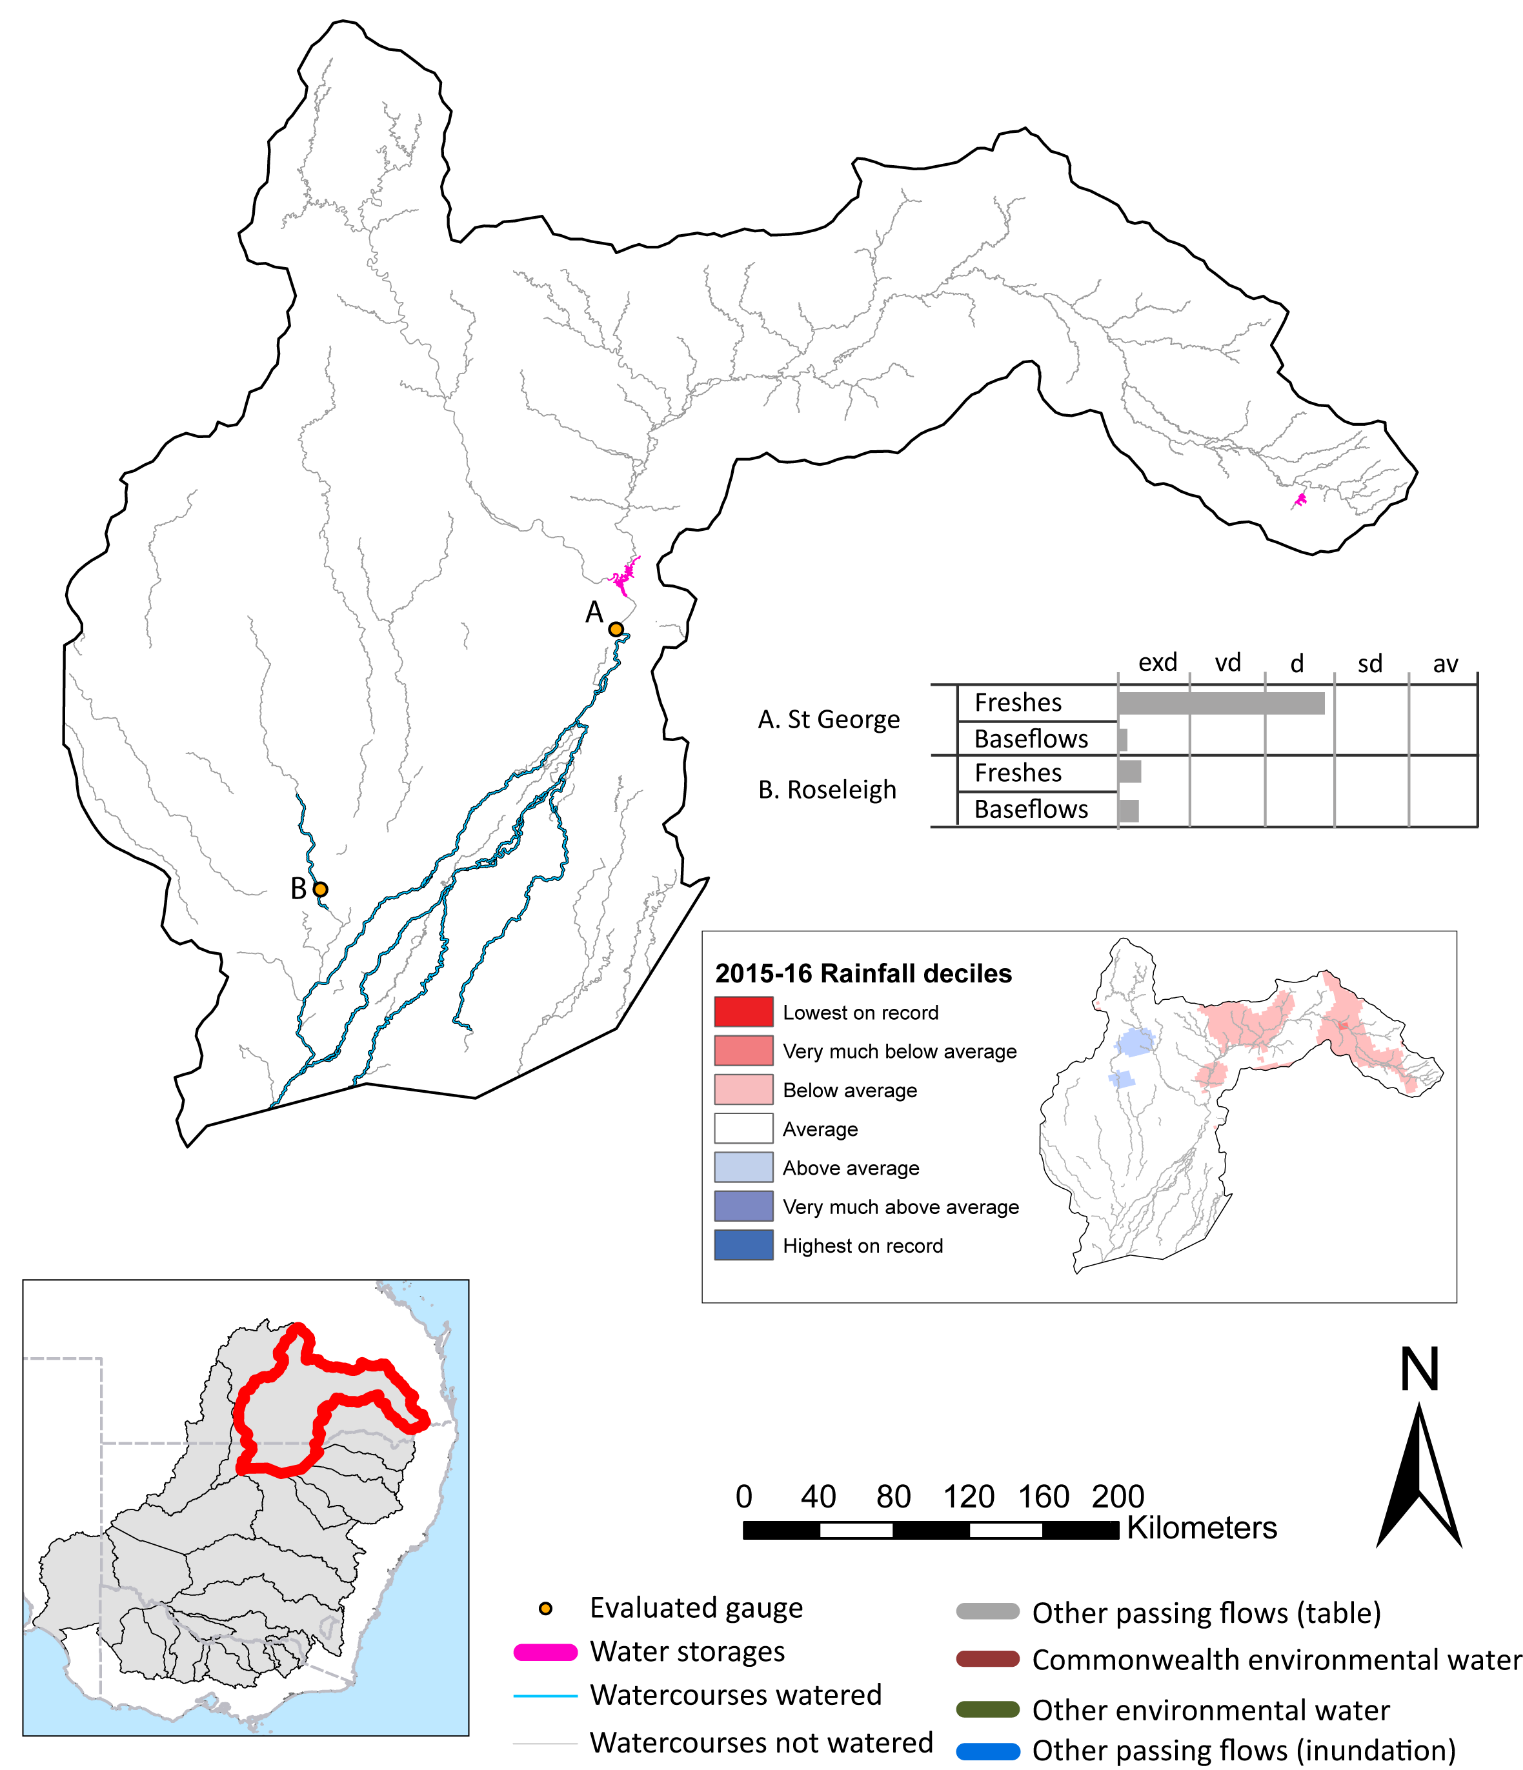 A
exd vd d sd av
A. St George
Freshes
Baseflows
B. Roseleigh
Freshes
Baseflows
B
2015-16 Rainfall deciles
Lowest on record
Very much below average
Below average
Average
Above average
Very much above average
Highest on record
N
0 40 80 120 160 200
Kilometers
Evaluated gauge
Water storages
Watercourses watered
Watercourses not watered
Other passing flows (table)
Commonwealth environmental water
Other environmental water
Other passing flows (inundation)